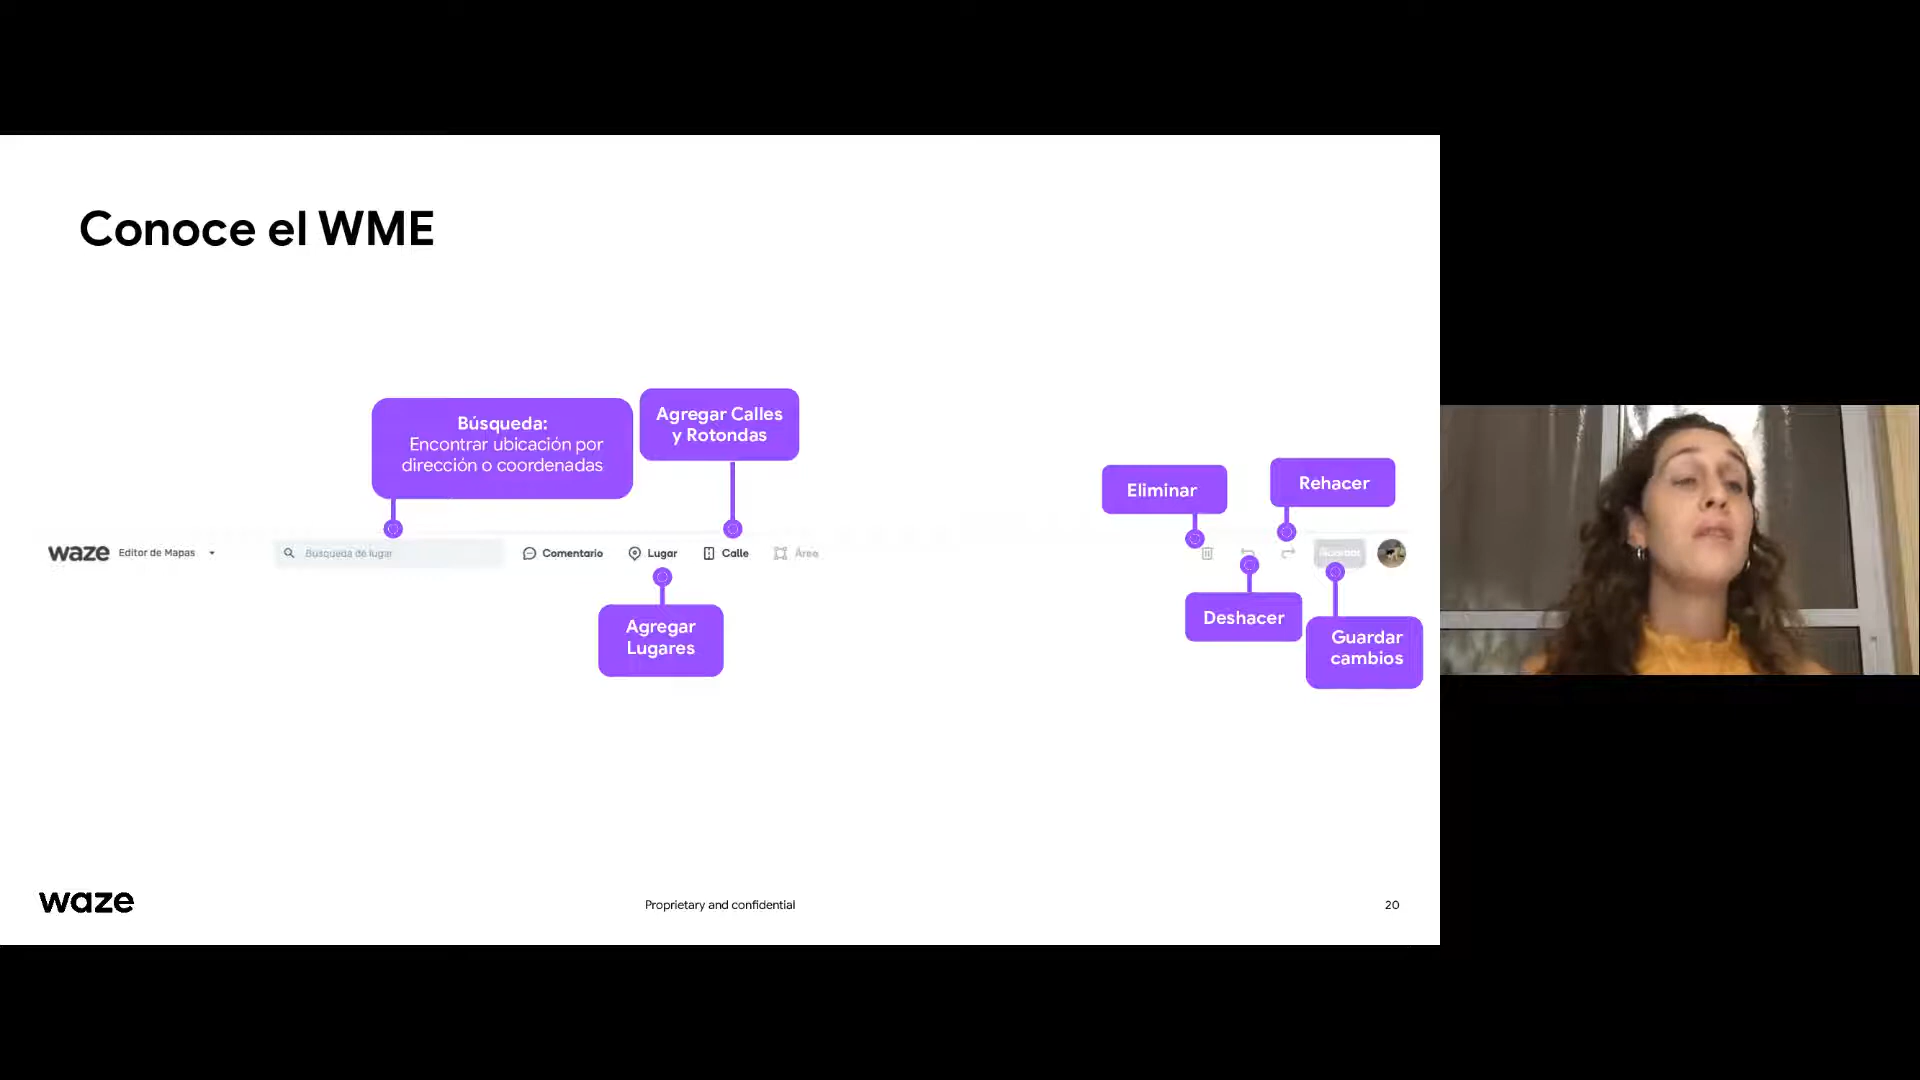 Conoce el WME
Búsqueda:
Encontrar ubicación por
dirección o coordenadas
Agregar Calles
y Rotondas
Eliminar
Rehacer
waze Editor de Mapas
Búsqueda de lugar
Comentario
Lugar
Calle
Área
Agregar
Lugares
Deshacer
Guardar
cambios
waze
Proprietary and confidential
20